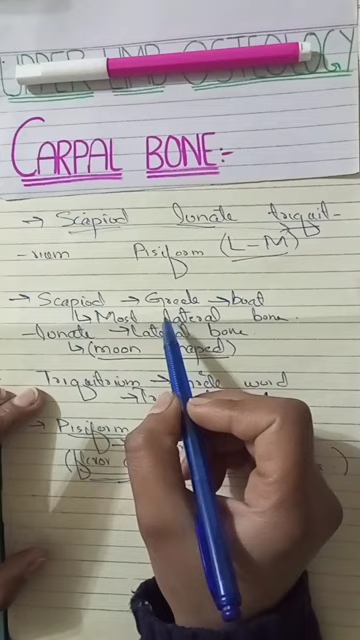 UPPER LIMB OSTEOLOGY
CARPAL BONE:-
→ Scapiod lunate triquit-
-rium Pisiform (L-M)
→ Scapiod → Greek → boat
↳ Most lateral bone.
-lunate → lateral bone
↳ (moon shaped)
Triquitrium → word
→ Pisiform